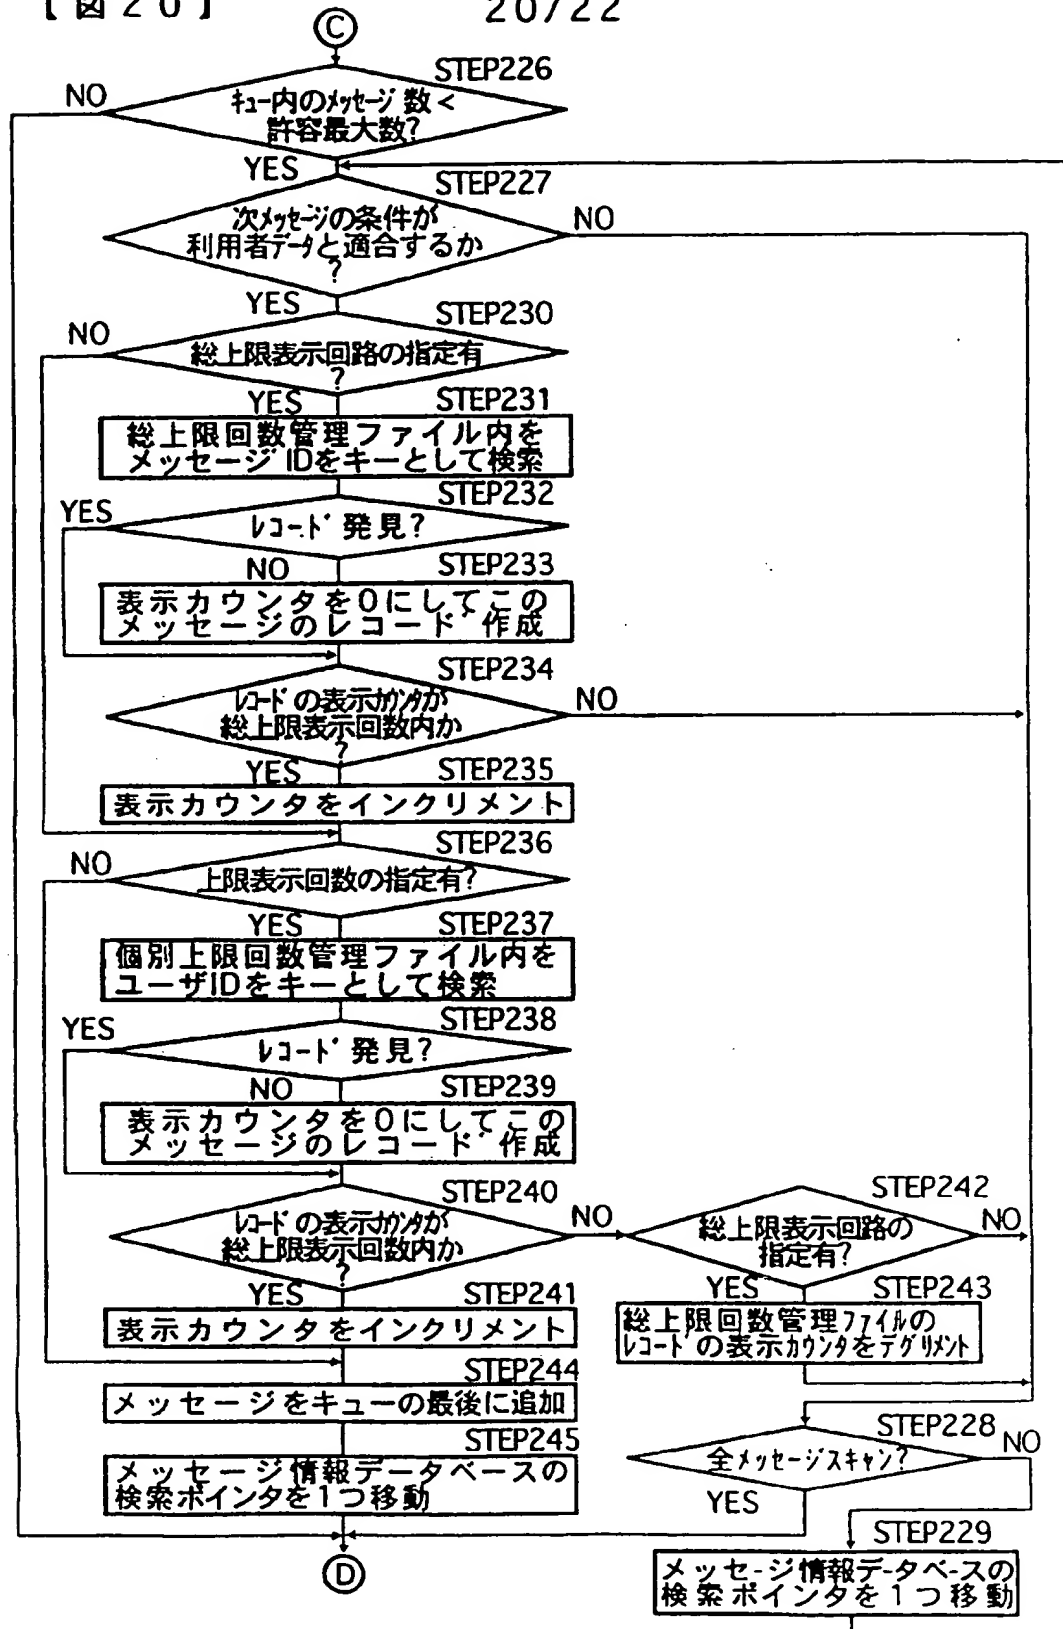 【図20】
20/22
C
STEP226
NO
キュー内のメッセージ数<
許容最大数?
YES
STEP227
次メッセージの条件が
利用者データと適合するか
?
NO
YES
STEP230
NO
総上限表示回路の指定有
?
YES
STEP231
総上限回数管理ファイル内を
メッセージIDをキーとして検索
STEP232
YES
レコード発見?
NO
STEP233
表示カウンタを0にしてこの
メッセージのレコード作成
STEP234
レコードの表示カウンタが
総上限表示回数内か
?
NO
YES
STEP235
表示カウンタをインクリメント
STEP236
NO
上限表示回数の指定有?
YES
STEP237
個別上限回数管理ファイル内を
ユーザIDをキーとして検索
STEP238
YES
レコード発見?
NO
STEP239
表示カウンタを0にしてこの
メッセージのレコード作成
STEP240
レコードの表示カウンタが
総上限表示回数内か
?
NO
STEP242
総上限表示回路の
指定有?
NO
YES
STEP241
表示カウンタをインクリメント
YES
STEP243
総上限回数管理ファイルの
レコードの表示カウンタをデグリメント
STEP244
メッセージをキューの最後に追加
STEP245
メッセージ情報データベースの
検索ポインタを1つ移動
STEP228
全メッセージスキャン?
NO
YES
STEP229
メッセージ情報データベースの
検索ポインタを1つ移動
D